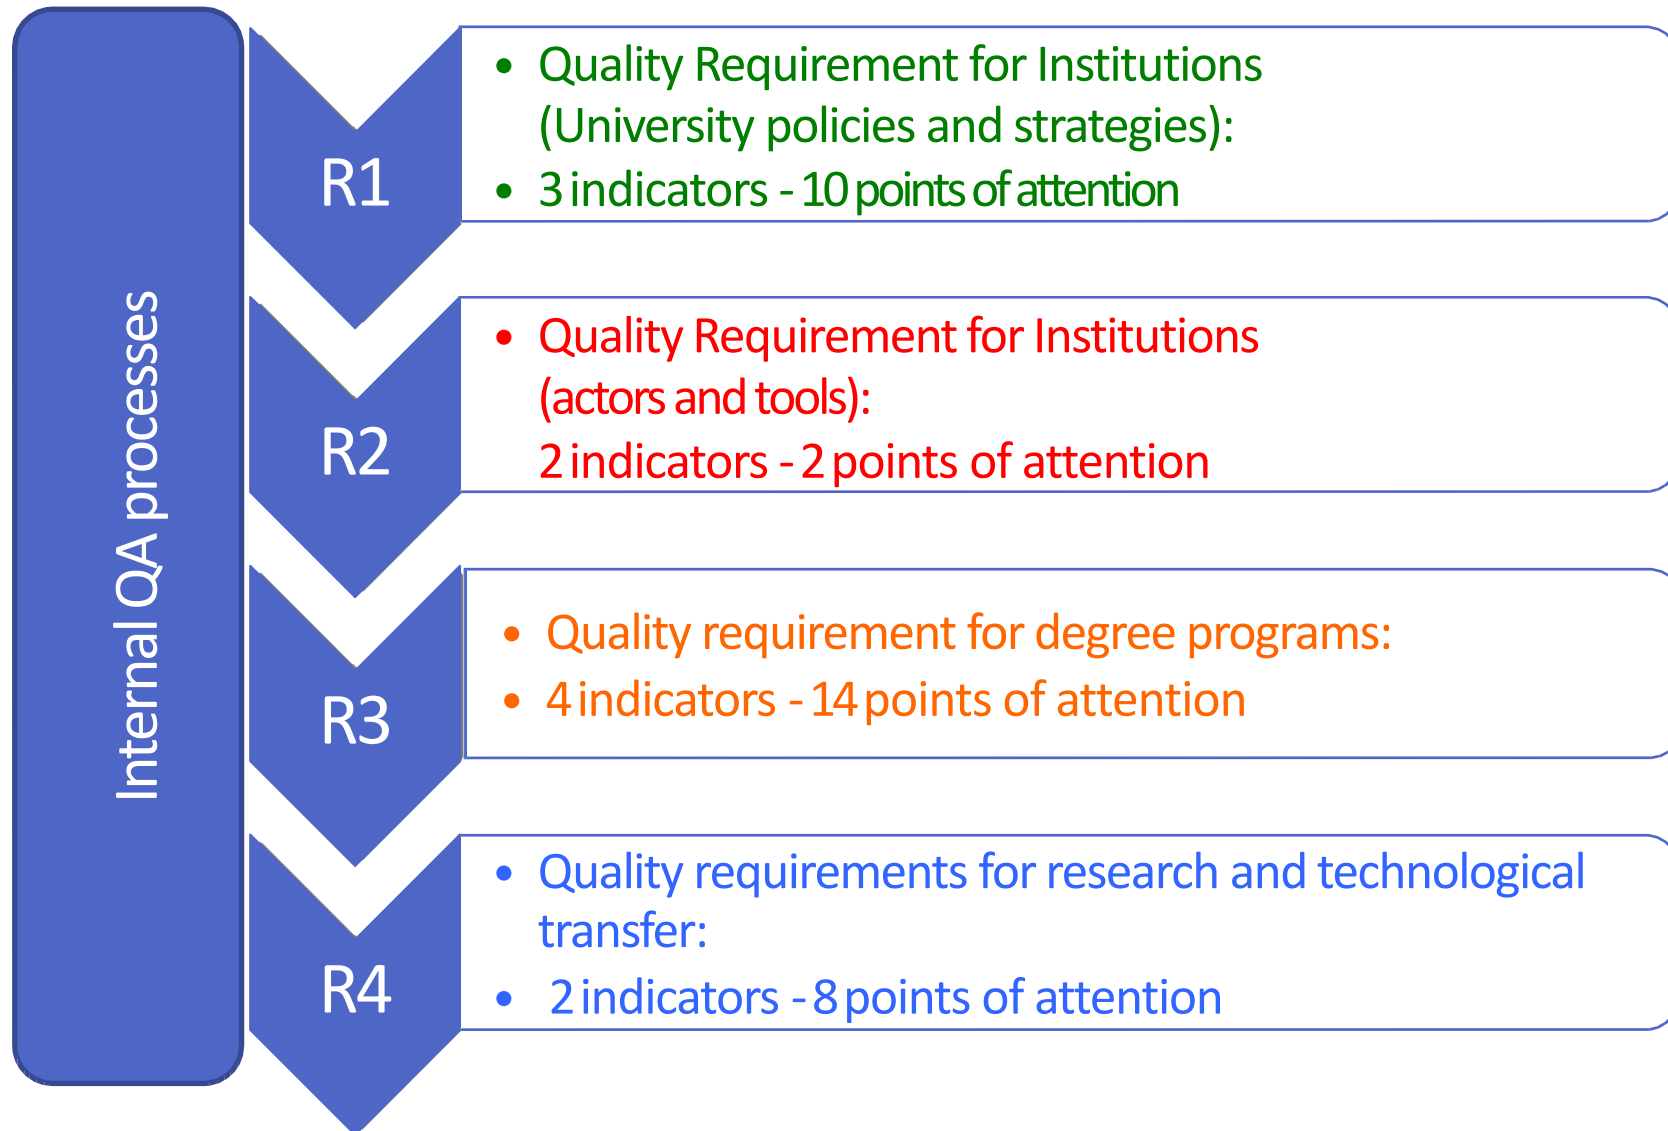 Internal QA processes
R1
• Quality Requirement for Institutions
(University policies and strategies):
• 3 indicators - 10 points of attention
R2
• Quality Requirement for Institutions
(actors and tools):
2 indicators - 2 points of attention
R3
• Quality requirement for degree programs:
• 4 indicators - 14 points of attention
R4
• Quality requirements for research and technological
transfer:
• 2 indicators - 8 points of attention